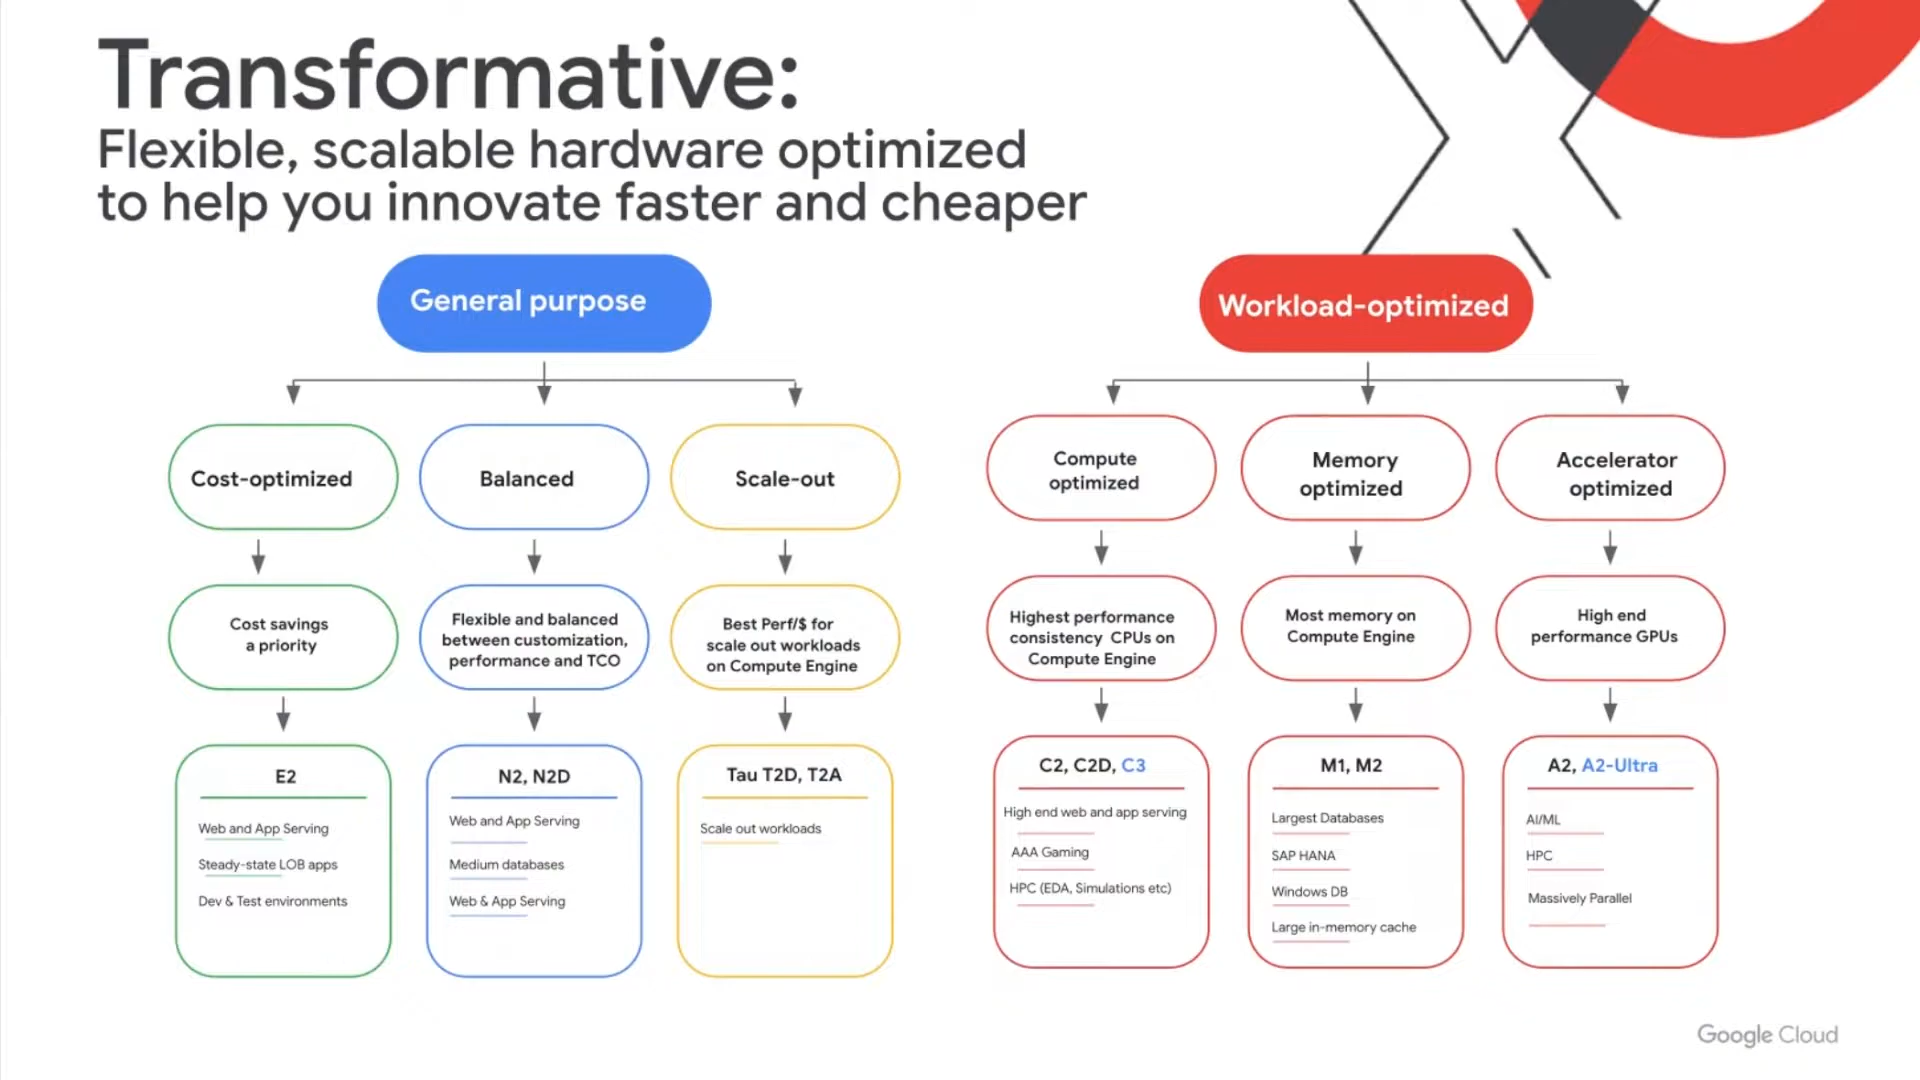 Transformative:
Flexible, scalable hardware optimized
to help you innovate faster and cheaper
General purpose
Cost-optimized
Balanced
Scale-out
Cost savings
a priority
Flexible and balanced
between customization,
performance and TCO
Best Perf/$ for
scale out workloads
on Compute Engine
E2
Web and App Serving
Steady-state LOB apps
Dev & Test environments
N2, N2D
Web and App Serving
Medium databases
Web & App Serving
Tau T2D, T2A
Scale out workloads
Workload-optimized
Compute
optimized
Memory
optimized
Accelerator
optimized
Highest performance
consistency CPUs on
Compute Engine
Most memory on
Compute Engine
High end
performance GPUs
C2, C2D, C3
High end web and app serving
AAA Gaming
HPC (EDA, Simulations etc)
M1, M2
Largest Databases
SAP HANA
Windows DB
Large in-memory cache
A2, A2-Ultra
AI/ML
HPC
Massively Parallel
Google Cloud